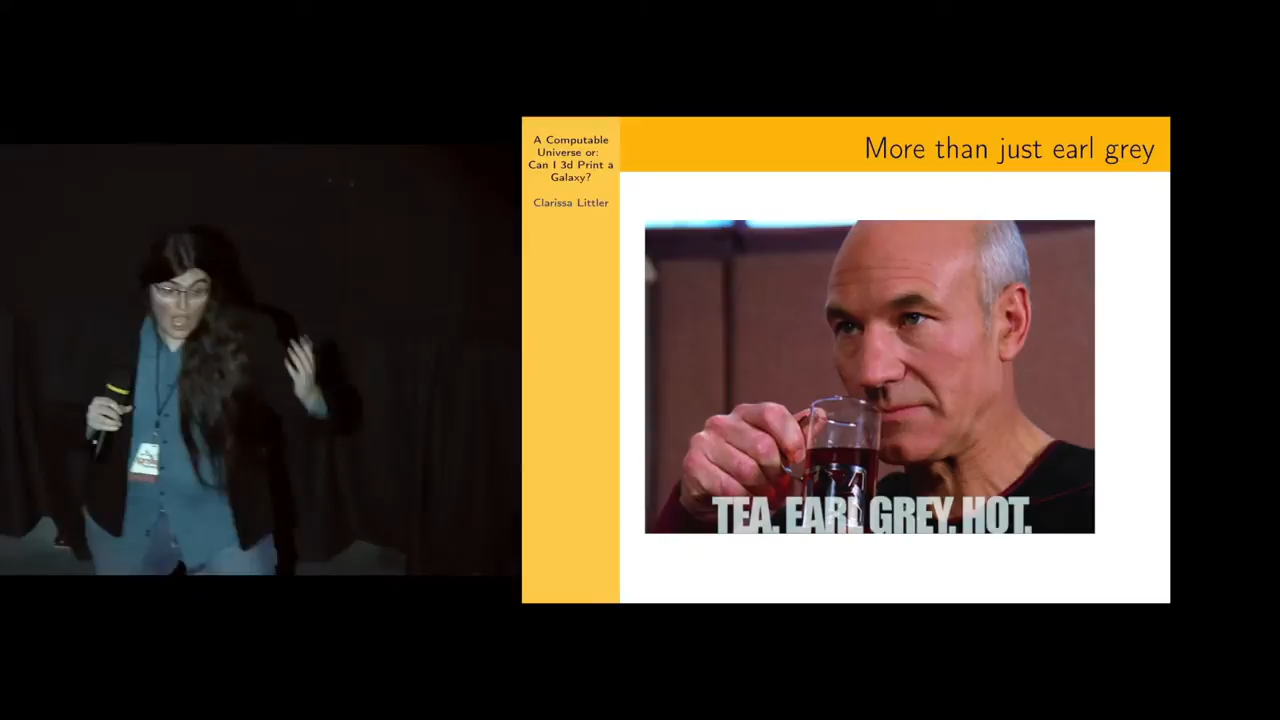 A Computable
Universe or:
Can I 3d Print a
Galaxy?
Clarissa Littler
More than just earl grey
TEA. EARL GREY. HOT.